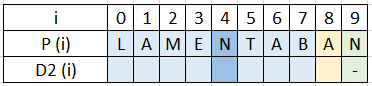 i 0 1 2 3 4 5 6 7 8 9
P (i) L A M E N T A B A N
D2 (i) -